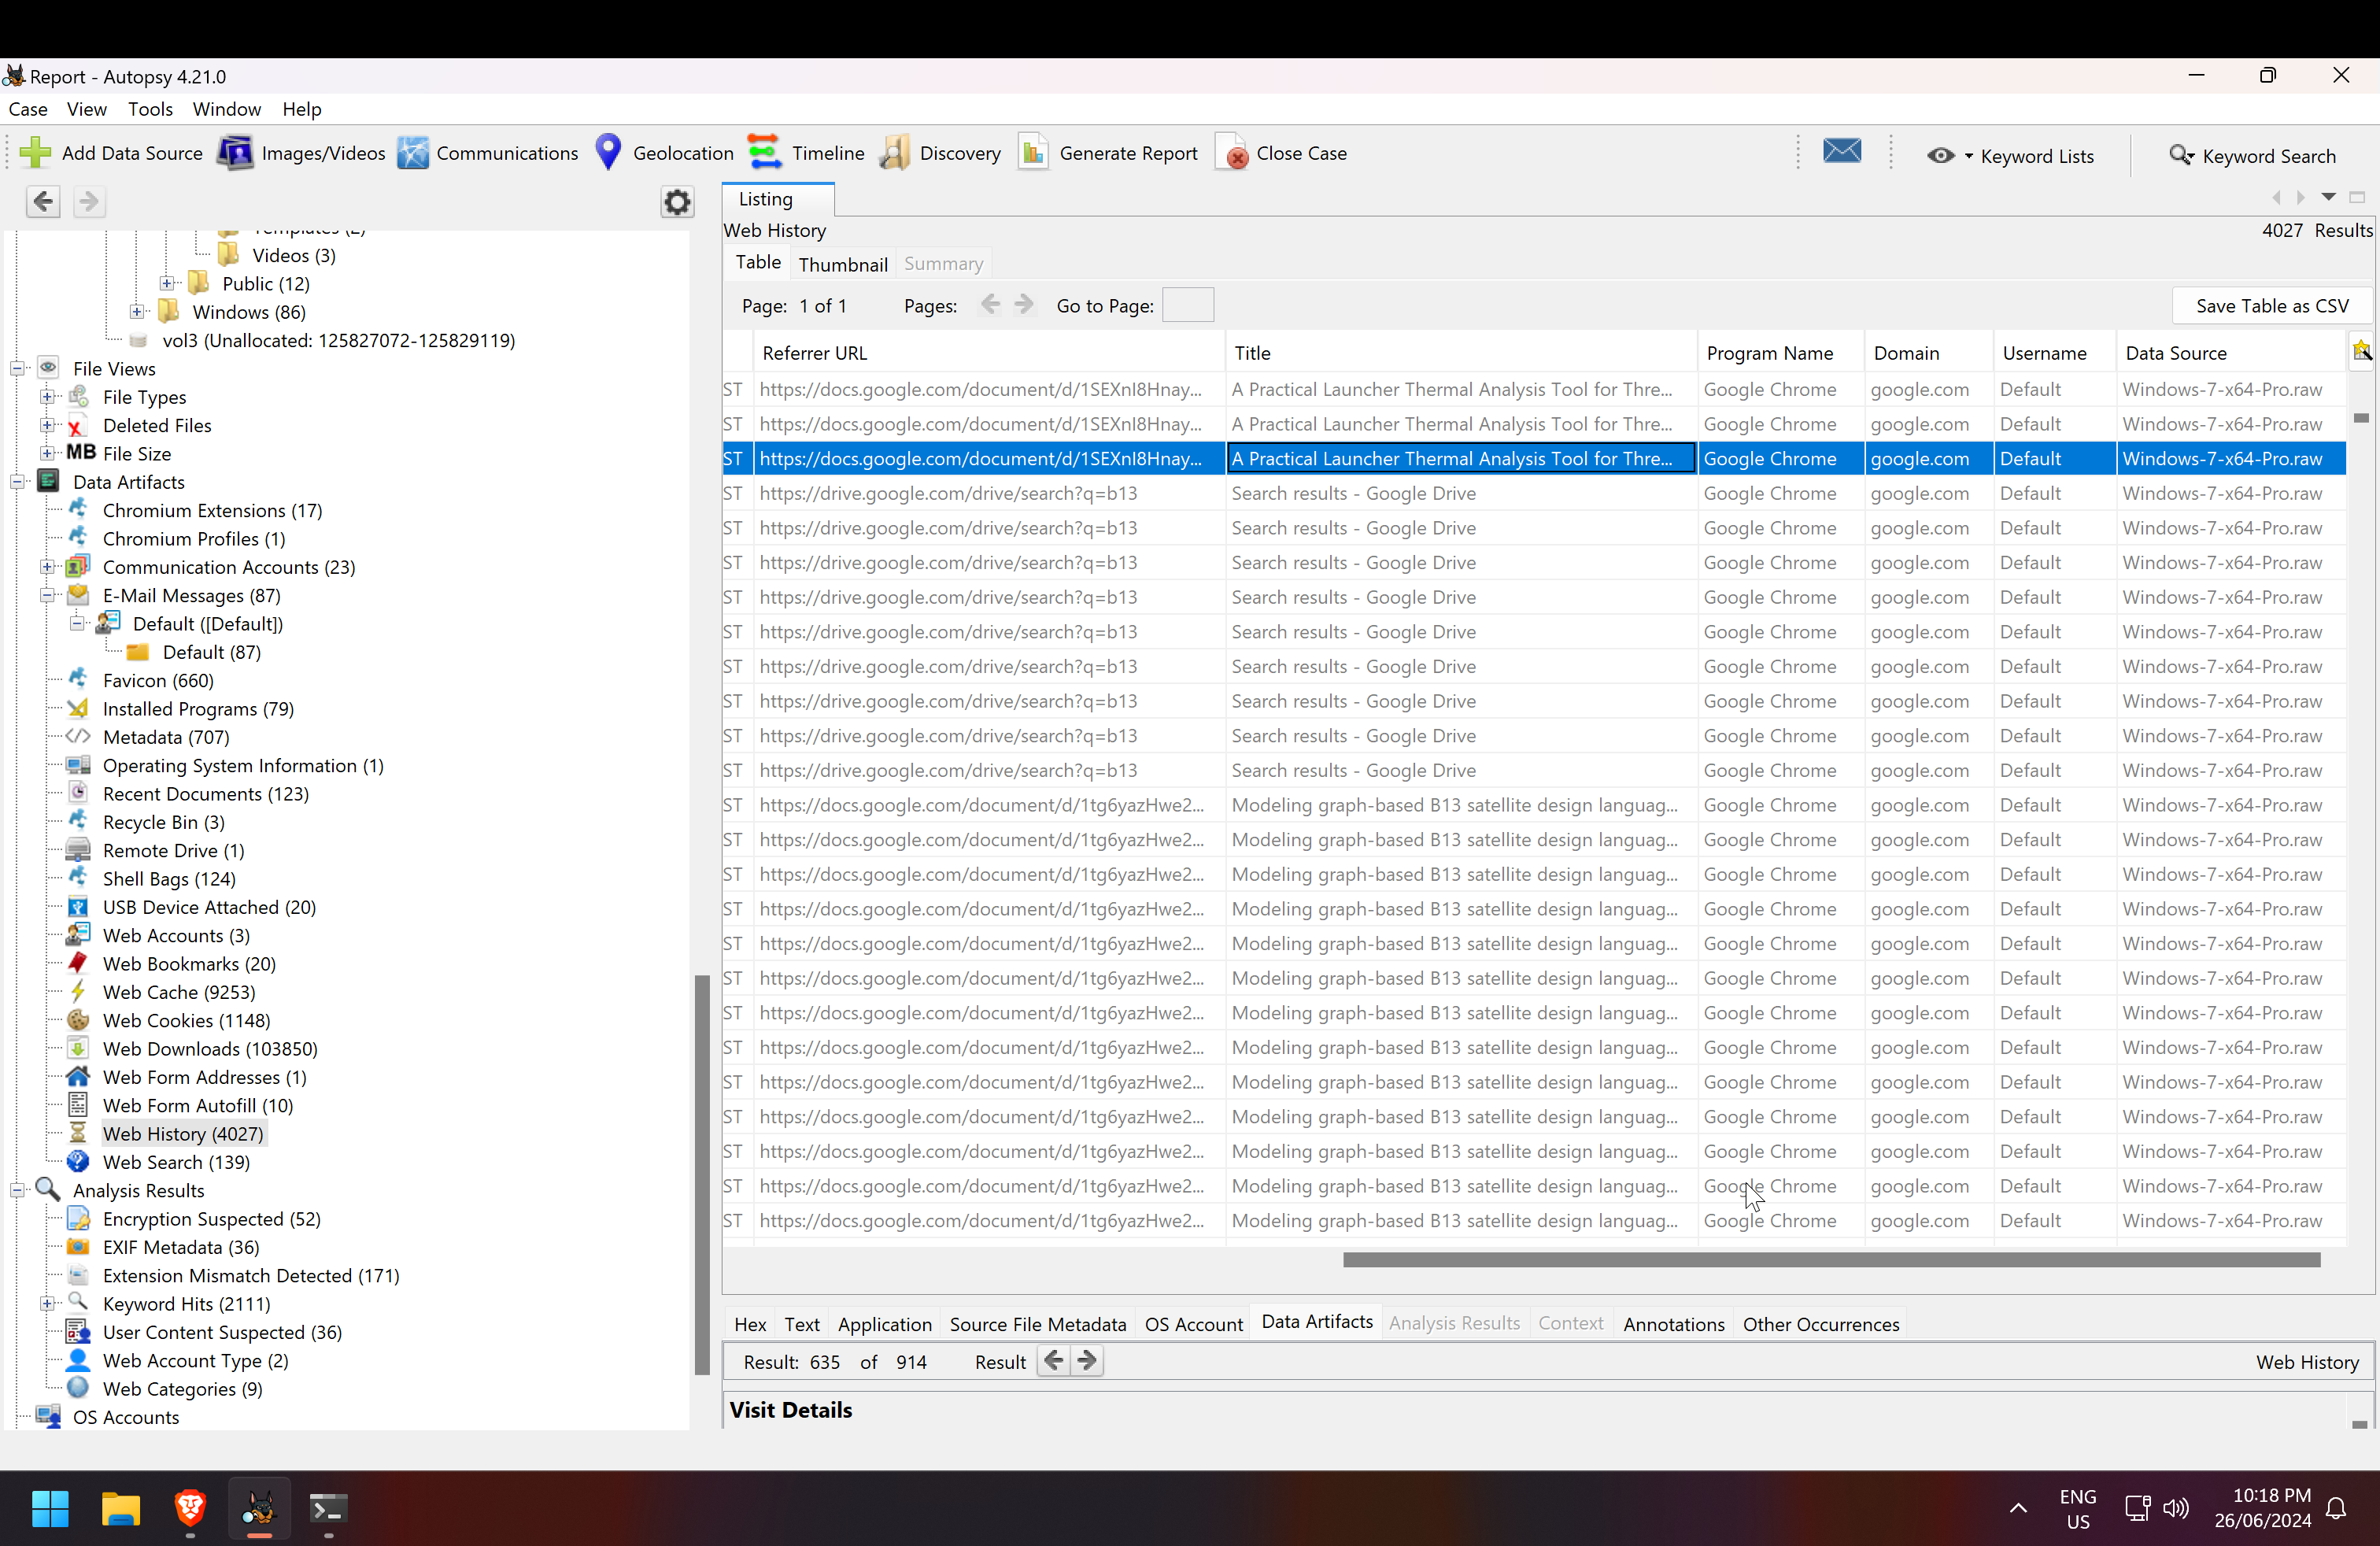 Report - Autopsy 4.21.0
Case View Tools Window Help
Add Data Source Images/Videos Communications Geolocation Timeline Discovery Generate Report Close Case Keyword Lists Keyword Search
Videos (3)
Public (12)
Windows (86)
vol3 (Unallocated: 125827072-125829119)
File Views
File Types
Deleted Files
MB File Size
Data Artifacts
Chromium Extensions (17)
Chromium Profiles (1)
Communication Accounts (23)
E-Mail Messages (87)
Default ([Default])
Default (87)
Favicon (660)
Installed Programs (79)
Metadata (707)
Operating System Information (1)
Recent Documents (123)
Recycle Bin (3)
Remote Drive (1)
Shell Bags (124)
USB Device Attached (20)
Web Accounts (3)
Web Bookmarks (20)
Web Cache (9253)
Web Cookies (1148)
Web Downloads (103850)
Web Form Addresses (1)
Web Form Autofill (10)
Web History (4027)
Web Search (139)
Analysis Results
Encryption Suspected (52)
EXIF Metadata (36)
Extension Mismatch Detected (171)
Keyword Hits (2111)
User Content Suspected (36)
Web Account Type (2)
Web Categories (9)
OS Accounts
Listing
Web History 4027 Results
Table Thumbnail Summary
Page: 1 of 1 Pages: Go to Page: Save Table as CSV
Referrer URL Title Program Name Domain Username Data Source
ST https://docs.google.com/document/d/1SEXnI8Hnay... A Practical Launcher Thermal Analysis Tool for Thre... Google Chrome google.com Default Windows-7-x64-Pro.raw
ST https://docs.google.com/document/d/1SEXnI8Hnay... A Practical Launcher Thermal Analysis Tool for Thre... Google Chrome google.com Default Windows-7-x64-Pro.raw
ST https://docs.google.com/document/d/1SEXnI8Hnay... A Practical Launcher Thermal Analysis Tool for Thre... Google Chrome google.com Default Windows-7-x64-Pro.raw
ST https://drive.google.com/drive/search?q=b13 Search results - Google Drive Google Chrome google.com Default Windows-7-x64-Pro.raw
ST https://drive.google.com/drive/search?q=b13 Search results - Google Drive Google Chrome google.com Default Windows-7-x64-Pro.raw
ST https://drive.google.com/drive/search?q=b13 Search results - Google Drive Google Chrome google.com Default Windows-7-x64-Pro.raw
ST https://drive.google.com/drive/search?q=b13 Search results - Google Drive Google Chrome google.com Default Windows-7-x64-Pro.raw
ST https://drive.google.com/drive/search?q=b13 Search results - Google Drive Google Chrome google.com Default Windows-7-x64-Pro.raw
ST https://drive.google.com/drive/search?q=b13 Search results - Google Drive Google Chrome google.com Default Windows-7-x64-Pro.raw
ST https://drive.google.com/drive/search?q=b13 Search results - Google Drive Google Chrome google.com Default Windows-7-x64-Pro.raw
ST https://drive.google.com/drive/search?q=b13 Search results - Google Drive Google Chrome google.com Default Windows-7-x64-Pro.raw
ST https://drive.google.com/drive/search?q=b13 Search results - Google Drive Google Chrome google.com Default Windows-7-x64-Pro.raw
ST https://docs.google.com/document/d/1tg6yazHwe2... Modeling graph-based B13 satellite design languag... Google Chrome google.com Default Windows-7-x64-Pro.raw
ST https://docs.google.com/document/d/1tg6yazHwe2... Modeling graph-based B13 satellite design languag... Google Chrome google.com Default Windows-7-x64-Pro.raw
ST https://docs.google.com/document/d/1tg6yazHwe2... Modeling graph-based B13 satellite design languag... Google Chrome google.com Default Windows-7-x64-Pro.raw
ST https://docs.google.com/document/d/1tg6yazHwe2... Modeling graph-based B13 satellite design languag... Google Chrome google.com Default Windows-7-x64-Pro.raw
ST https://docs.google.com/document/d/1tg6yazHwe2... Modeling graph-based B13 satellite design languag... Google Chrome google.com Default Windows-7-x64-Pro.raw
ST https://docs.google.com/document/d/1tg6yazHwe2... Modeling graph-based B13 satellite design languag... Google Chrome google.com Default Windows-7-x64-Pro.raw
ST https://docs.google.com/document/d/1tg6yazHwe2... Modeling graph-based B13 satellite design languag... Google Chrome google.com Default Windows-7-x64-Pro.raw
ST https://docs.google.com/document/d/1tg6yazHwe2... Modeling graph-based B13 satellite design languag... Google Chrome google.com Default Windows-7-x64-Pro.raw
ST https://docs.google.com/document/d/1tg6yazHwe2... Modeling graph-based B13 satellite design languag... Google Chrome google.com Default Windows-7-x64-Pro.raw
ST https://docs.google.com/document/d/1tg6yazHwe2... Modeling graph-based B13 satellite design languag... Google Chrome google.com Default Windows-7-x64-Pro.raw
ST https://docs.google.com/document/d/1tg6yazHwe2... Modeling graph-based B13 satellite design languag... Google Chrome google.com Default Windows-7-x64-Pro.raw
ST https://docs.google.com/document/d/1tg6yazHwe2... Modeling graph-based B13 satellite design languag... Google Chrome google.com Default Windows-7-x64-Pro.raw
ST https://docs.google.com/document/d/1tg6yazHwe2... Modeling graph-based B13 satellite design languag... Google Chrome google.com Default Windows-7-x64-Pro.raw
Hex Text Application Source File Metadata OS Account Data Artifacts Analysis Results Context Annotations Other Occurrences
Result: 635 of 914 Result Web History
Visit Details
ENG
US
10:18 PM
26/06/2024